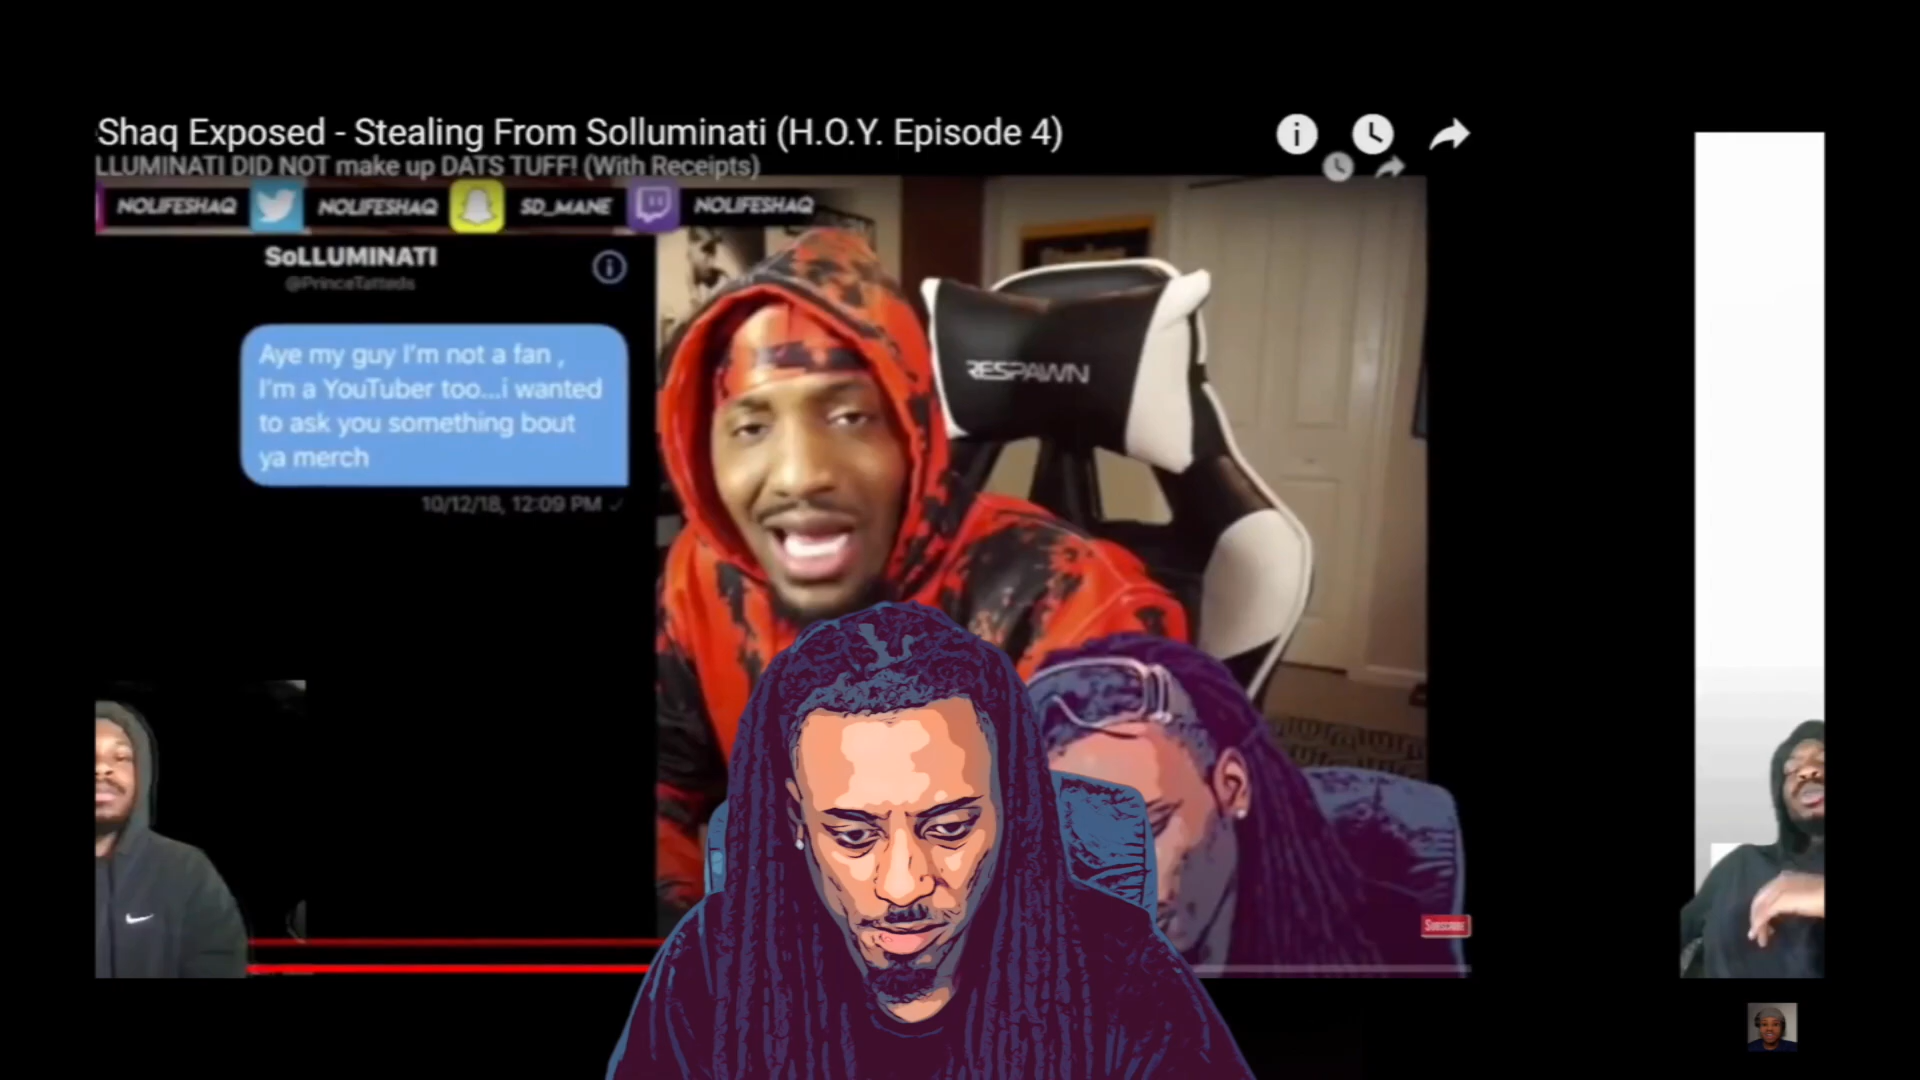 Shaq Exposed - Stealing From Solluminati (H.O.Y. Episode 4)
LLUMINATI DID NOT make up DATS TUFF! (With Receipts)
NOLIFESHAQ NOLIFESHAQ SD_MANE NOLIFESHAQ
SoLLUMINATI
@PrinceTatteds
RESPAWN
Aye my guy I'm not a fan ,
I'm a YouTuber too...i wanted
to ask you something bout
ya merch
10/12/18, 12:09 PM
SUBSCRIBE